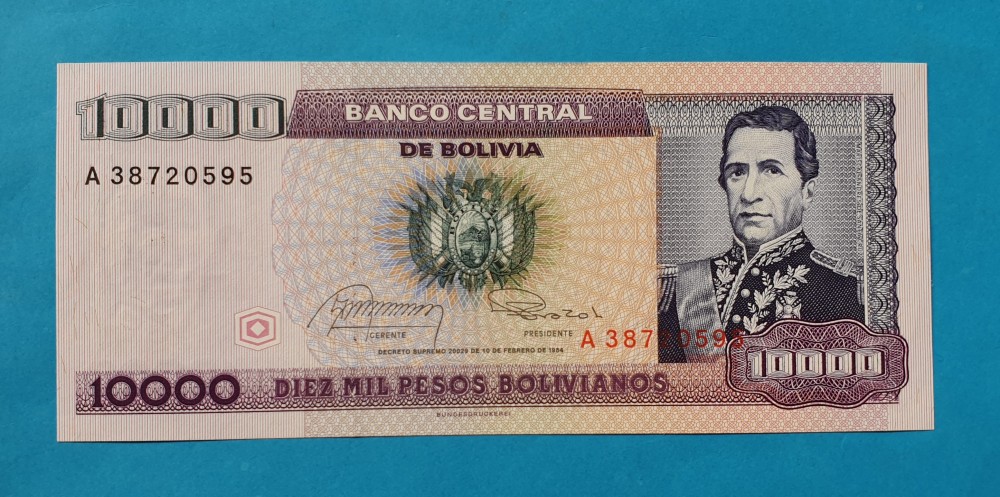 10000
BANCO CENTRAL
DE BOLIVIA
A 38720595
GERENTE
PRESIDENTE
A 38720595
DECRETO SUPREMO 20029 DE 10 DE FEBRERO DE 1984
10000
10000
DIEZ MIL PESOS BOLIVIANOS
BUNDESDRUCKEREI